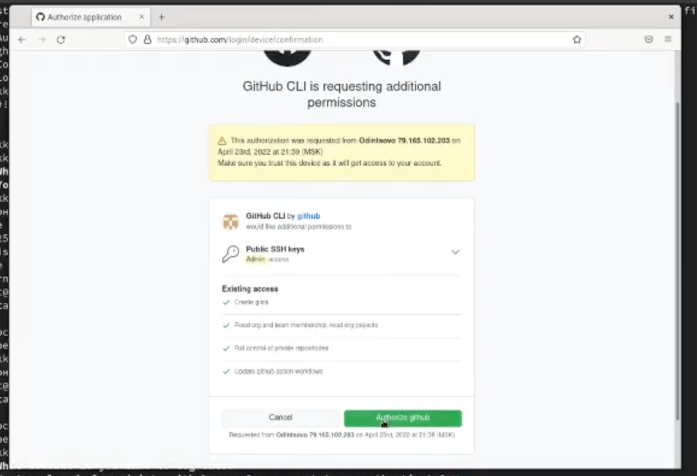 Authorize application
https://github.com/login/device/confirmation
GitHub CLI is requesting additional
permissions
This authorization was requested from Odintsovo 79.165.102.203 on
April 23rd, 2022 at 21:39 (MSK)
Make sure you trust this device as it will get access to your account.
GitHub CLI by github
would like additional permissions to
Public SSH keys
Admin access
Existing access
Create gists
Read org and team membership, read org projects
Full control of private repositories
Update github action workflows
Cancel
Authorize github
Requested from Odintsovo 79.165.102.203 on April 23rd, 2022 at 21:39 (MSK)